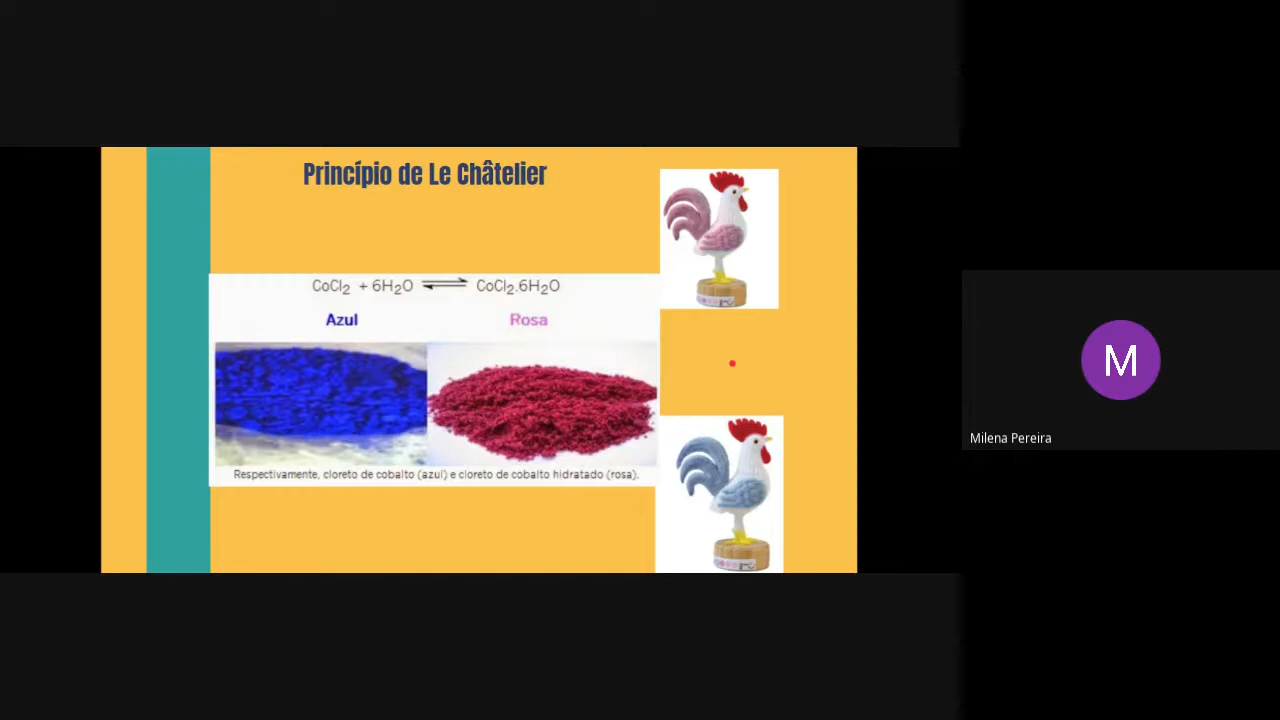 Princípio de Le Châtelier
CoCl2 + 6H2O ⇌ CoCl2.6H2O
Azul Rosa
Respectivamente, cloreto de cobalto (azul) e cloreto de cobalto hidratado (rosa).
M
Milena Pereira